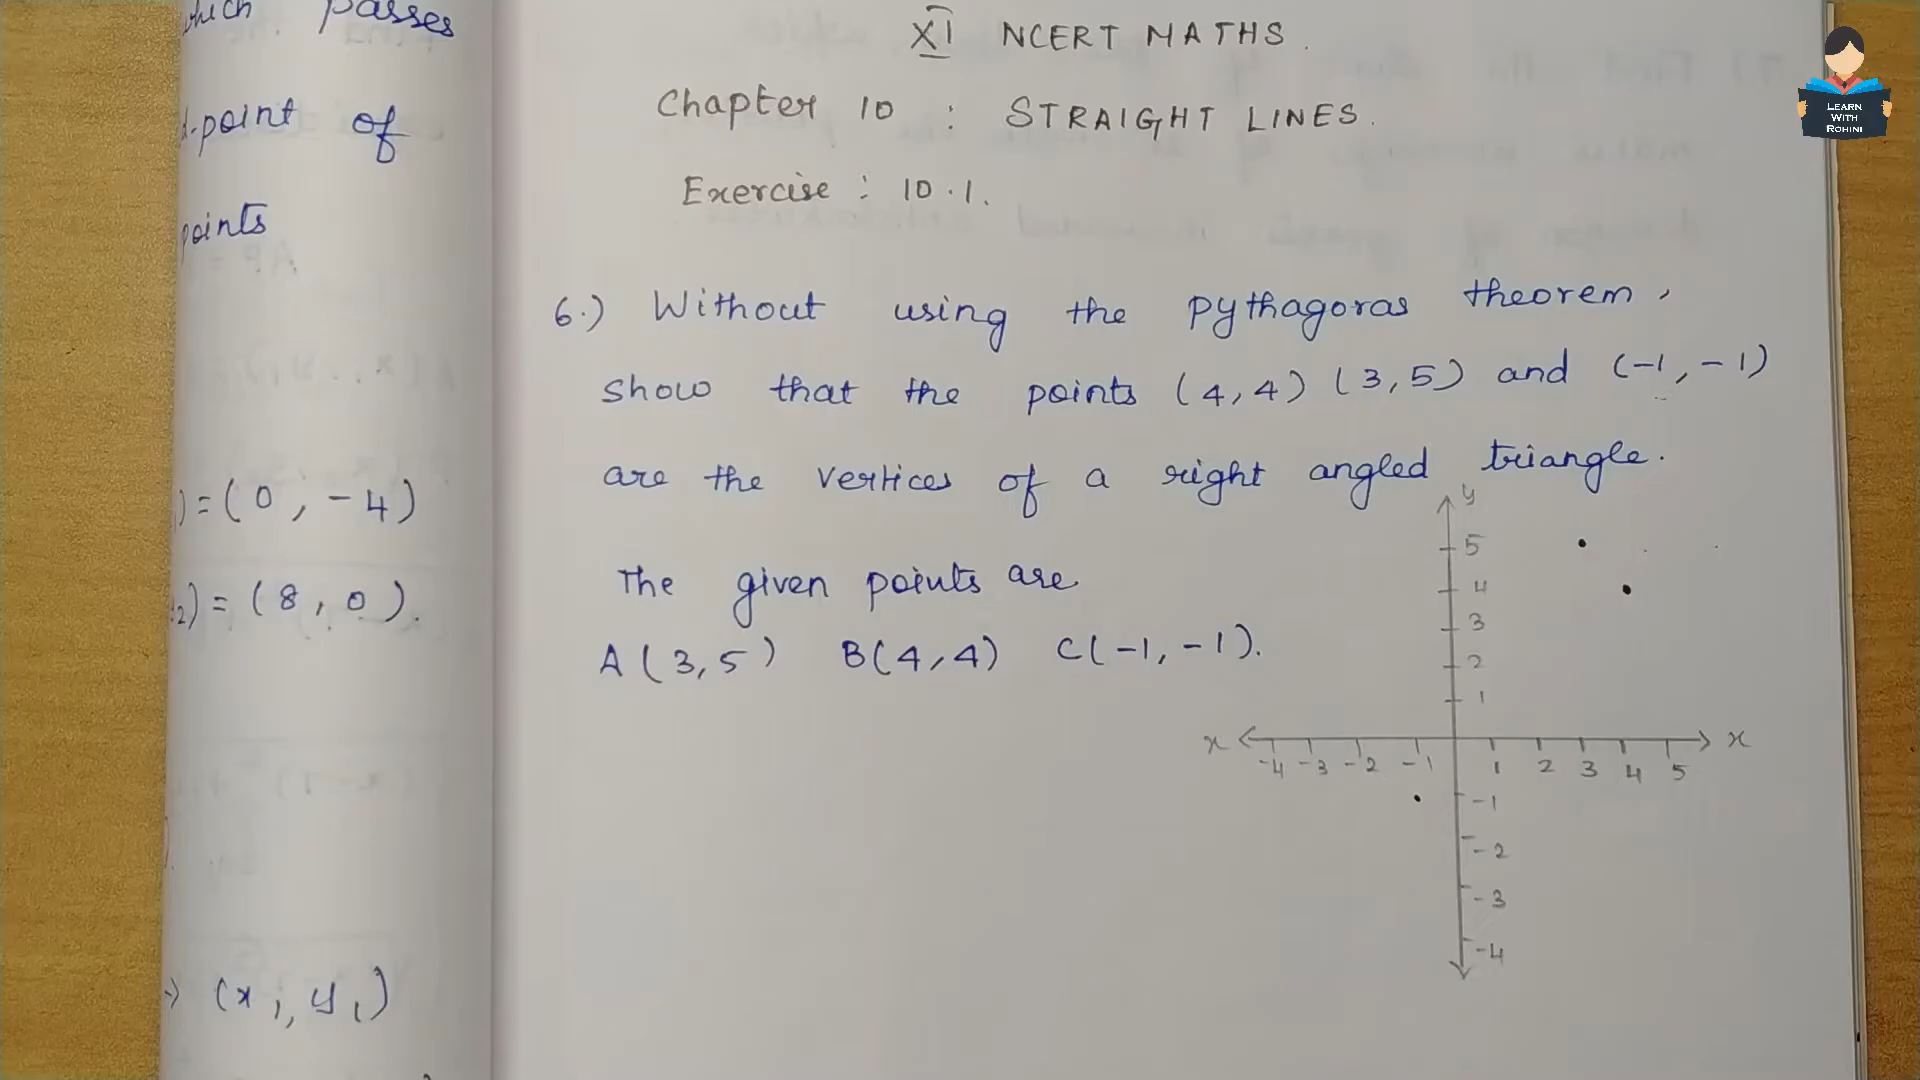 which passes
point of
points
) = (0, -4)
2) = (8, 0).
→ (x1, y1)
XI NCERT MATHS.
Chapter 10 : STRAIGHT LINES.
Exercise : 10.1.
6.) Without using the pythagoras theorem,
show that the points (4,4) (3,5) and (-1,-1)
are the vertices of a right angled triangle.
The given points are
A(3,5) B(4,4) C(-1,-1).
y
5
4
3
2
1
x -4 -3 -2 -1 1 2 3 4 5 x
-1
-2
-3
-4
LEARN
WITH
ROHINI